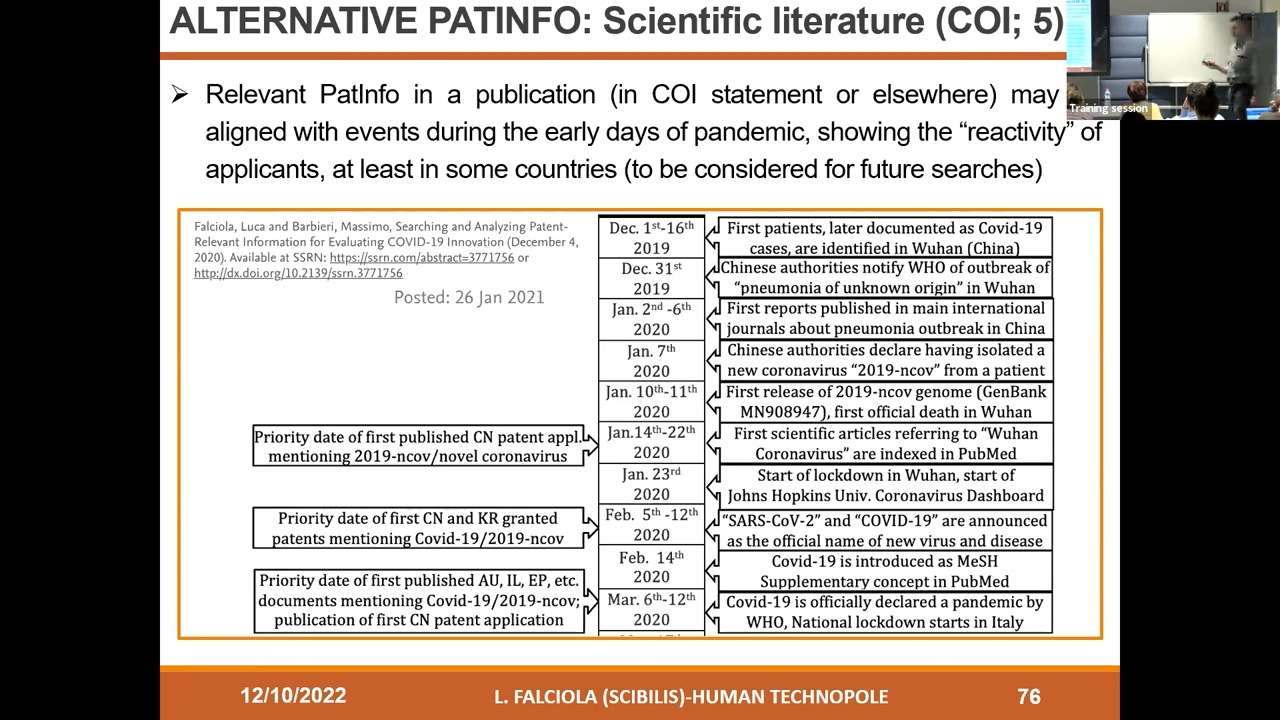 ALTERNATIVE PATINFO: Scientific literature (COI; 5)
Training session
➢ Relevant PatInfo in a publication (in COI statement or elsewhere) may
aligned with events during the early days of pandemic, showing the “reactivity” of
applicants, at least in some countries (to be considered for future searches)
Falciola, Luca and Barbieri, Massimo, Searching and Analyzing Patent-
Relevant Information for Evaluating COVID-19 Innovation (December 4,
2020). Available at SSRN: https://ssrn.com/abstract=3771756 or
http://dx.doi.org/10.2139/ssrn.3771756
Posted: 26 Jan 2021
Dec. 1st-16th
2019
First patients, later documented as Covid-19
cases, are identified in Wuhan (China)
Dec. 31st
2019
Chinese authorities notify WHO of outbreak of
“pneumonia of unknown origin” in Wuhan
Jan. 2nd -6th
2020
First reports published in main international
journals about pneumonia outbreak in China
Jan. 7th
2020
Chinese authorities declare having isolated a
new coronavirus “2019-ncov” from a patient
Jan. 10th-11th
2020
First release of 2019-ncov genome (GenBank
MN908947), first official death in Wuhan
Priority date of first published CN patent appl.
mentioning 2019-ncov/novel coronavirus
Jan.14th-22th
2020
First scientific articles referring to “Wuhan
Coronavirus” are indexed in PubMed
Jan. 23rd
2020
Start of lockdown in Wuhan, start of
Johns Hopkins Univ. Coronavirus Dashboard
Priority date of first CN and KR granted
patents mentioning Covid-19/2019-ncov
Feb. 5th -12th
2020
“SARS-CoV-2” and “COVID-19” are announced
as the official name of new virus and disease
Feb. 14th
2020
Covid-19 is introduced as MeSH
Supplementary concept in PubMed
Priority date of first published AU, IL, EP, etc.
documents mentioning Covid-19/2019-ncov;
publication of first CN patent application
Mar. 6th-12th
2020
Covid-19 is officially declared a pandemic by
WHO, National lockdown starts in Italy
12/10/2022
L. FALCIOLA (SCIBILIS)-HUMAN TECHNOPOLE
76